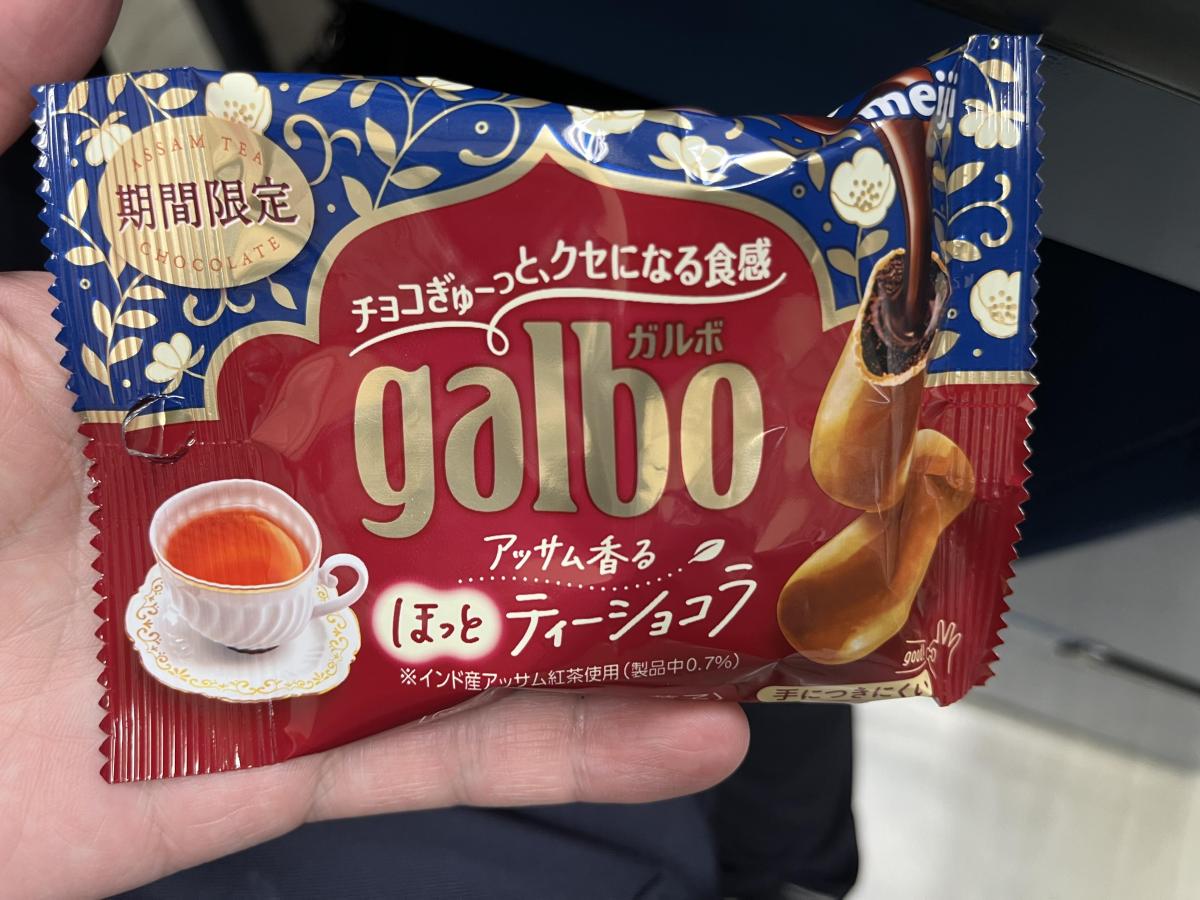 meiji
ASSAM TEA
期間限定
CHOCOLATE
チョコぎゅーっと、クセになる食感
ガルボ
galbo
アッサム香る
ほっと ティーショコラ
※インド産アッサム紅茶使用(製品中0.7%)
手につきにくい